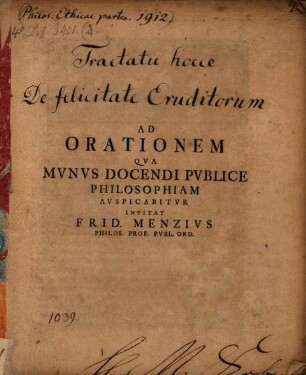 Philos. Ethicae partes. 1912)
Tractatu hocce
De felicitate Eruditorum
AD
ORATIONEM
QVA
MVNVS DOCENDI PVBLICE
PHILOSOPHIAM
AVSPICABITVR
INVITAT
FRID. MENZIVS
PHILOS. PROF. PVBL. ORD.
1039.